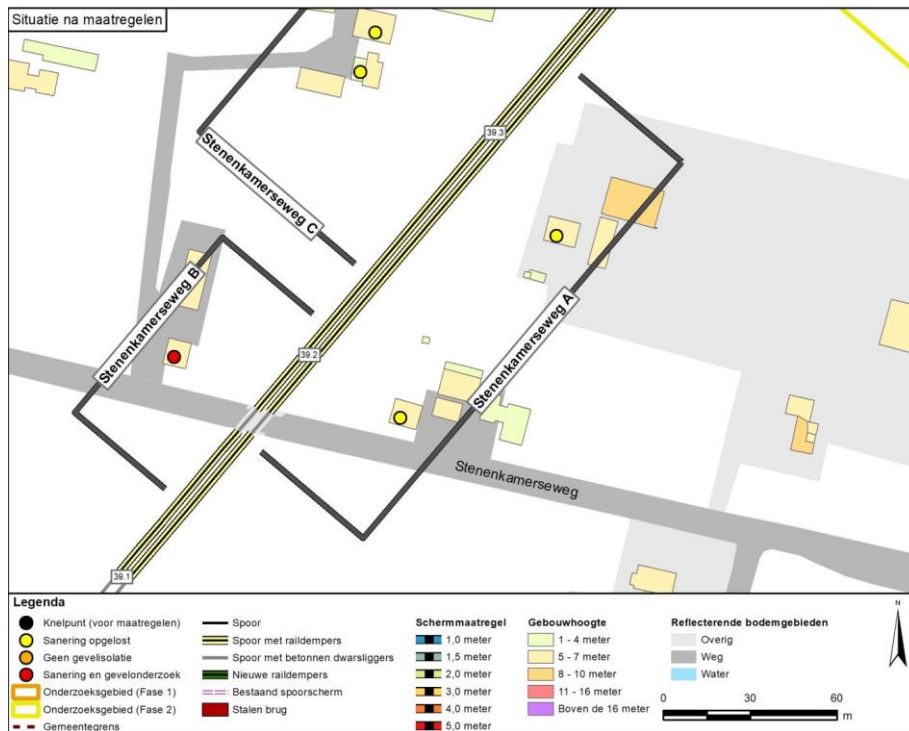 Situatie na maatregelen
39.3
Stenenkamerseweg C
Stenenkamerseweg B
Stenenkamerseweg A
39.2
Stenenkamerseweg
39.1
Legenda
Knelpunt (voor maatregelen)
Sanering opgelost
Geen gevelisolatie
Sanering en gevelonderzoek
Onderzoeksgebied (Fase 1)
Onderzoeksgebied (Fase 2)
Gemeentegrens
Spoor
Spoor met raildempers
Spoor met betonnen dwarsliggers
Nieuwe raildempers
Bestaand spoorscherm
Stalen brug
Schermmaatregel
1,0 meter
1,5 meter
2,0 meter
3,0 meter
4,0 meter
5,0 meter
Gebouwhoogte
1 - 4 meter
5 - 7 meter
8 - 10 meter
11 - 16 meter
Boven de 16 meter
Reflecterende bodemgebieden
Overig
Weg
Water
N
0 30 60
m